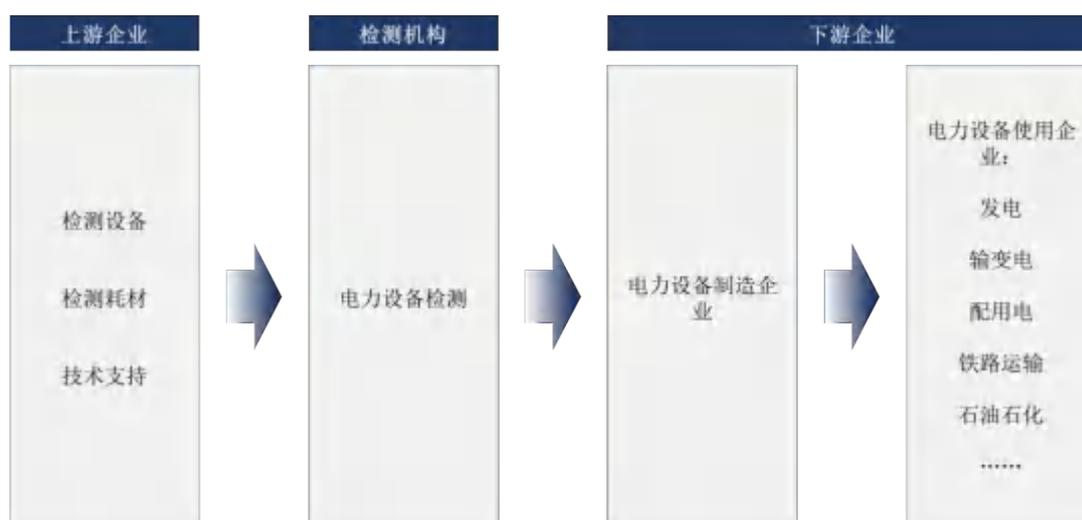 上游企业
检测机构
下游企业
检测设备
检测耗材
技术支持
电力设备检测
电力设备制造企
业
电力设备使用企
业：
发电
输变电
配用电
铁路运输
石油石化
……